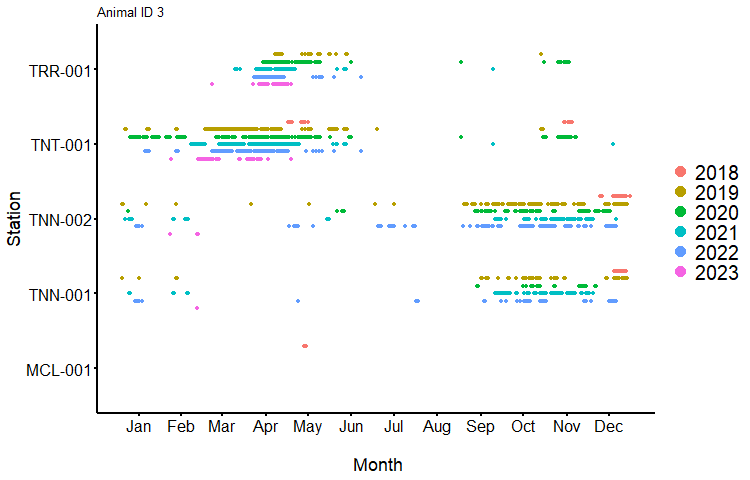 Animal ID 3
TRR-001
TNT-001
TNN-002
TNN-001
MCL-001
Station
Jan Feb Mar Apr May Jun Jul Aug Sep Oct Nov Dec
Month
2018
2019
2020
2021
2022
2023